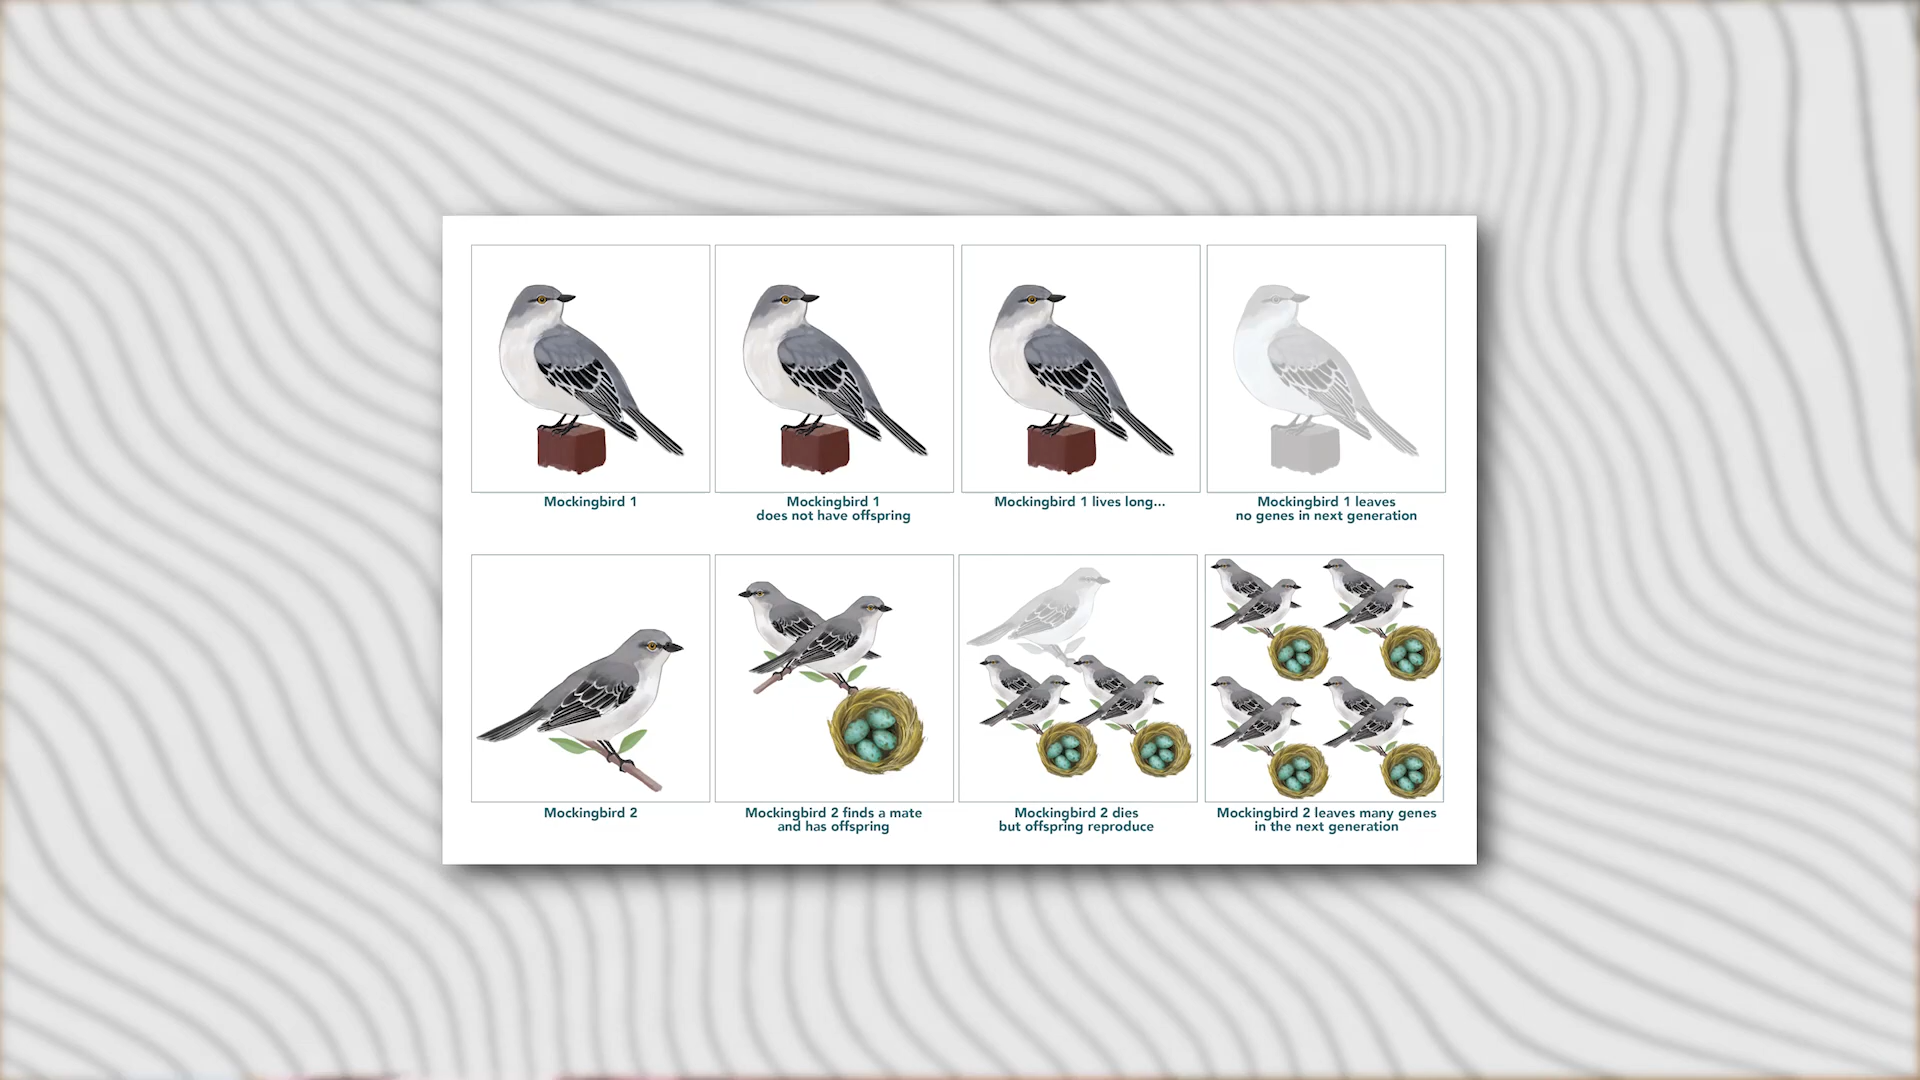 Mockingbird 1
Mockingbird 1
does not have offspring
Mockingbird 1 lives long...
Mockingbird 1 leaves
no genes in next generation
Mockingbird 2
Mockingbird 2 finds a mate
and has offspring
Mockingbird 2 dies
but offspring reproduce
Mockingbird 2 leaves many genes
in the next generation